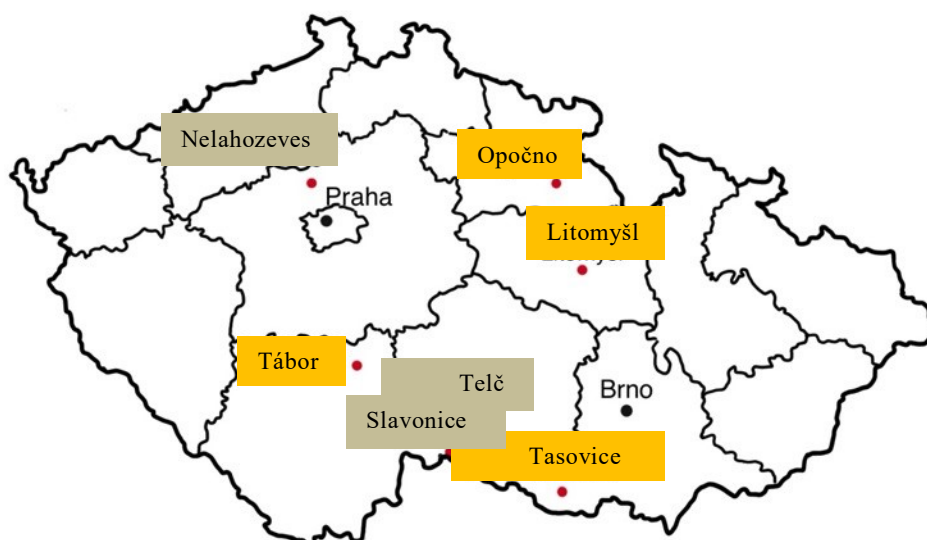 Nelahozeves
Opočno
Praha
Litomyšl
Tábor
Telč
Brno
Slavonice
Tasovice